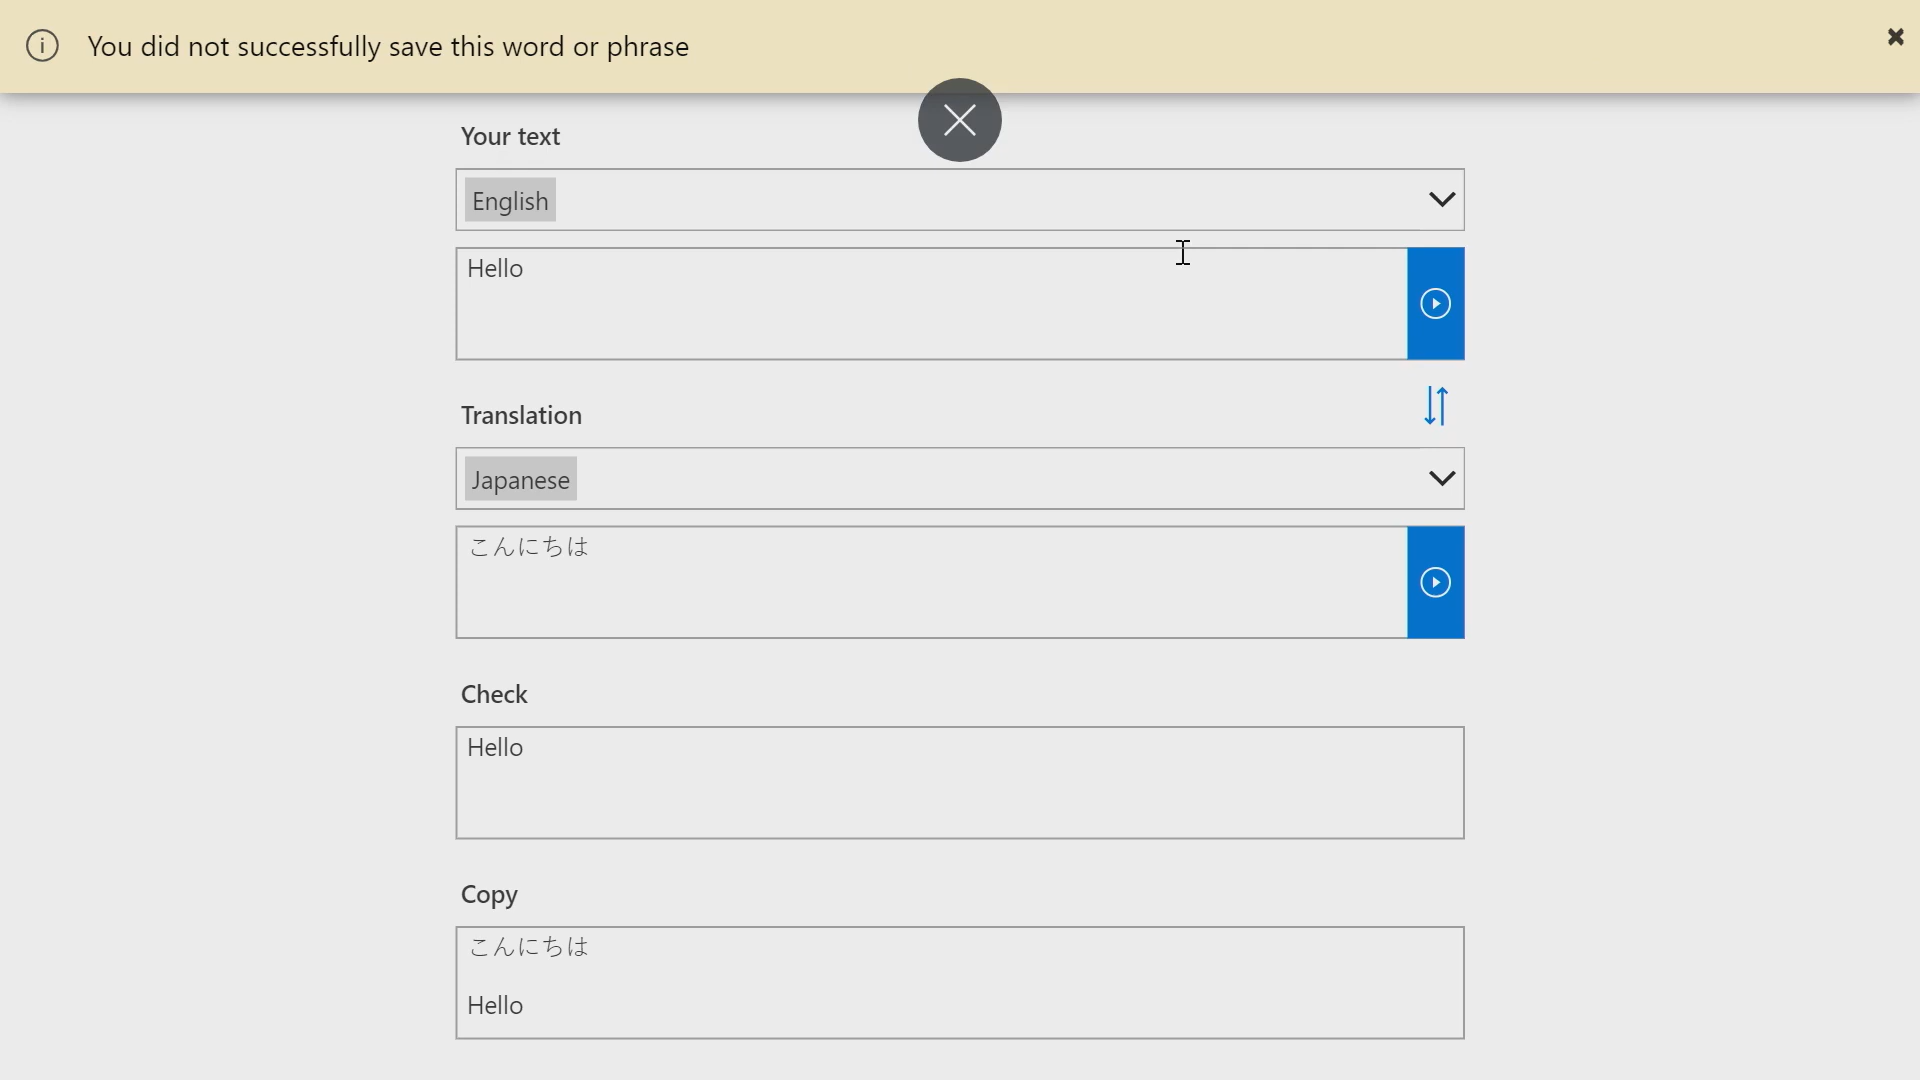 You did not successfully save this word or phrase
Your text
English
Hello
Translation
Japanese
こんにちは
Check
Hello
Copy
こんにちは
Hello